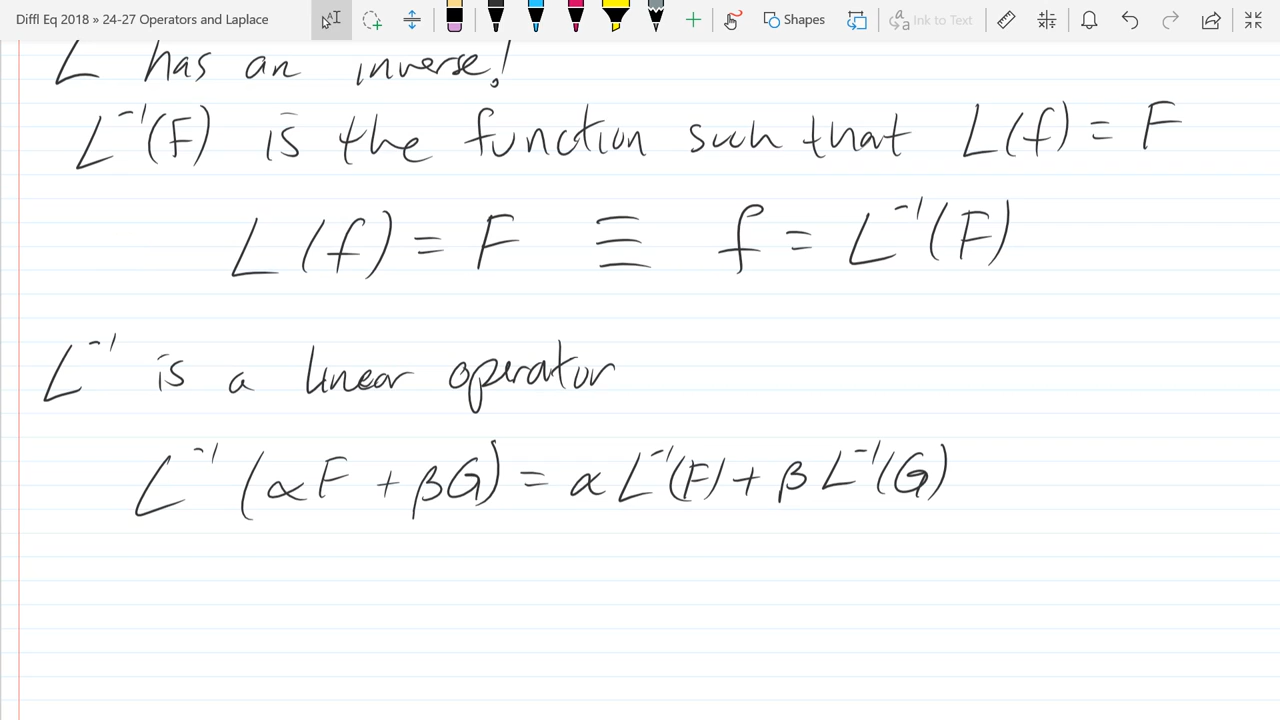 Diffl Eq 2018 » 24-27 Operators and Laplace
Shapes
Ink to Text
L has an inverse!
L⁻¹(F) is the function such that L(f) = F
L(f) = F ≡ f = L⁻¹(F)
L⁻¹ is a linear operator
L⁻¹(αF + βG) = αL⁻¹(F) + βL⁻¹(G)